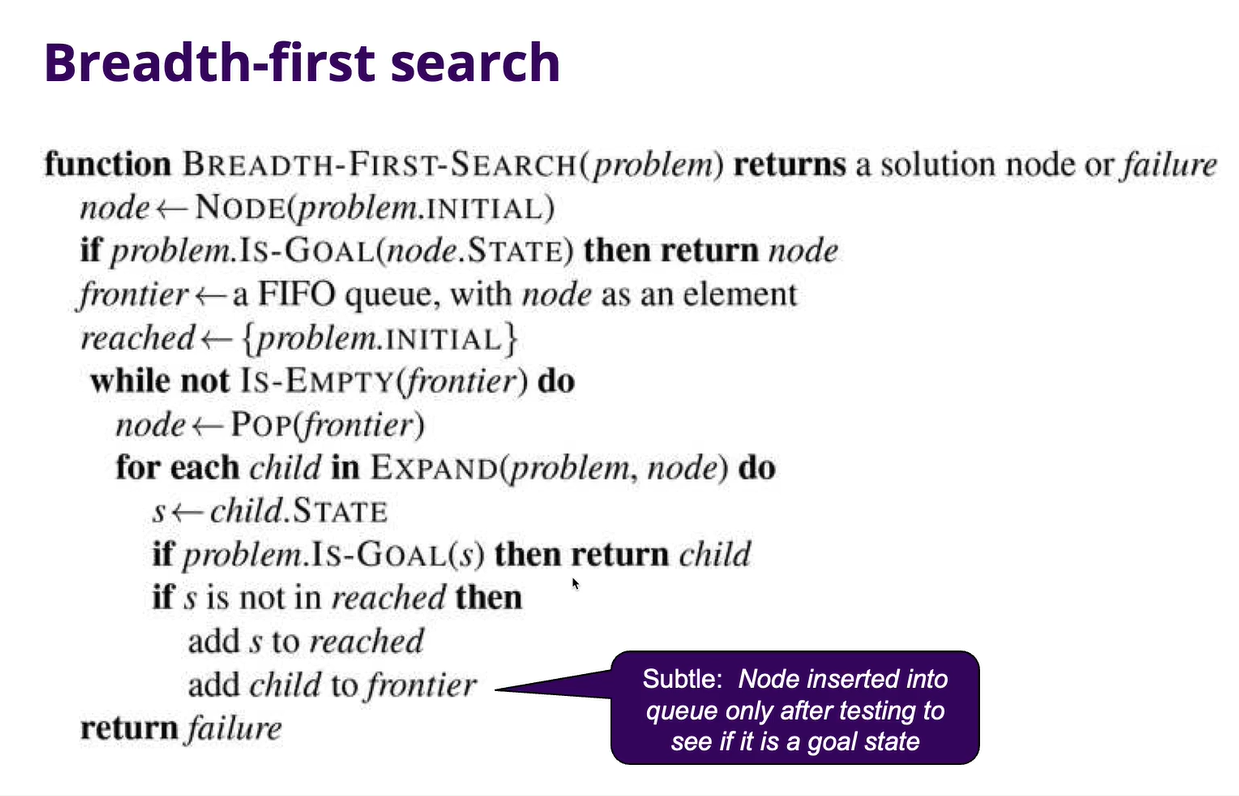 Breadth-first search
function BREADTH-FIRST-SEARCH(problem) returns a solution node or failure
node ← NODE(problem.INITIAL)
if problem.IS-GOAL(node.STATE) then return node
frontier ← a FIFO queue, with node as an element
reached ← {problem.INITIAL}
while not IS-EMPTY(frontier) do
node ← POP(frontier)
for each child in EXPAND(problem, node) do
s ← child.STATE
if problem.IS-GOAL(s) then return child
if s is not in reached then
add s to reached
add child to frontier
return failure
Subtle: Node inserted into
queue only after testing to
see if it is a goal state